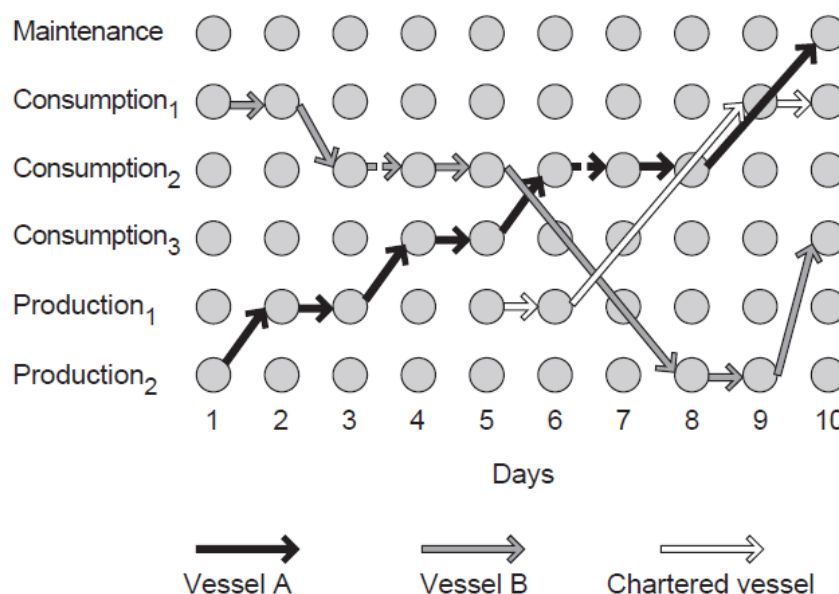 Maintenance
Consumption1
Consumption2
Consumption3
Production1
Production2
1 2 3 4 5 6 7 8 9 10
Days
Vessel A Vessel B Chartered vessel